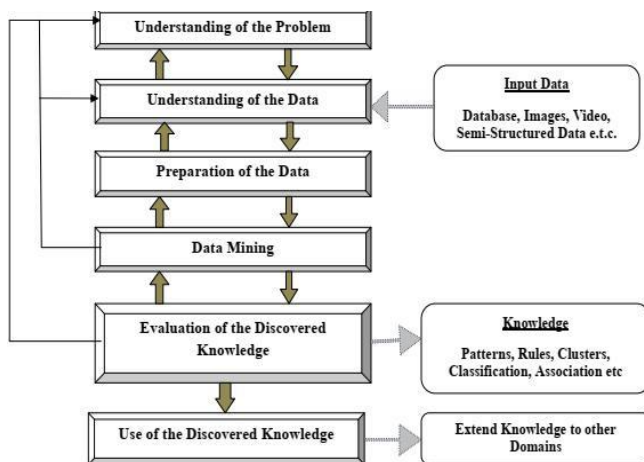 Understanding of the Problem
Understanding of the Data
Input Data
Database, Images, Video,
Semi-Structured Data e.t.c.
Preparation of the Data
Data Mining
Evaluation of the Discovered
Knowledge
Knowledge
Patterns, Rules, Clusters,
Classification, Association etc
Use of the Discovered Knowledge
Extend Knowledge to other
Domains